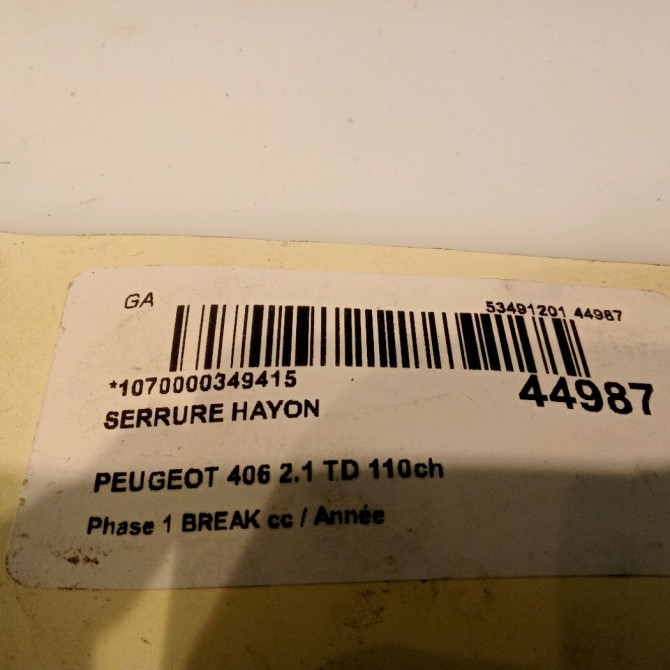 GA
53491201 44987
*1070000349415
44987
SERRURE HAYON
PEUGEOT 406 2.1 TD 110ch
Phase 1 BREAK cc / Année